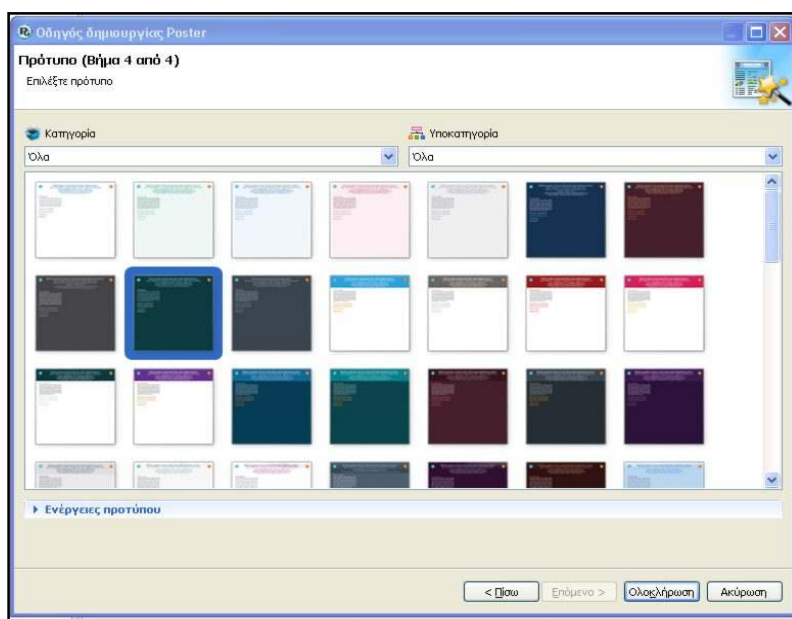 Οδηγός δημιουργίας Poster
Πρότυπο (Βήμα 4 από 4)
Επιλέξτε πρότυπο
Κατηγορία Υποκατηγορία
Όλα Όλα
Ενέργειες προτύπου
< Πίσω Επόμενο > Ολοκλήρωση Ακύρωση